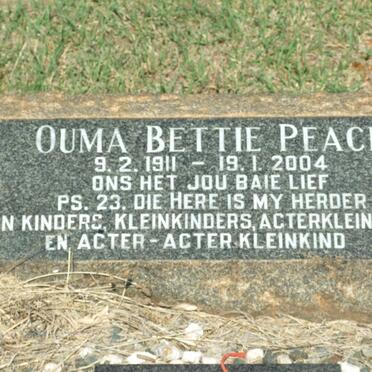 OUMA BETTIE PEAC
9.2.1911 – 19.1.2004
ONS HET JOU BAIE LIEF
PS. 23, DIE HERE IS MY HERDER
N KINDERS, KLEINKINDERS, ACTERKLEIN
EN ACTER-ACTER KLEINKIND